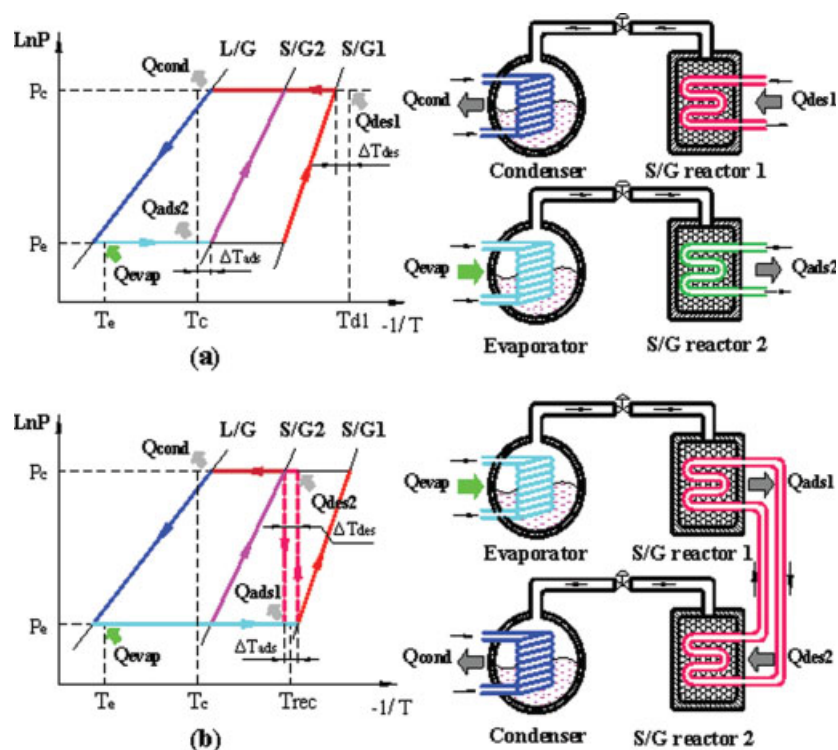 LnP
L/G S/G2 S/G1
Qcond
Pc
Qdes1
ΔTdes
Qads2
Pe
Qevap
ΔTads
Te Tc Td1 -1/T
(a)
Qcond Qdes1
Condenser S/G reactor 1
Qevap Qads2
Evaporator S/G reactor 2
LnP
L/G S/G2 S/G1
Qcond
Pc
Qdes2
ΔTdes
Qads1
Pe
Qevap
ΔTads
Te Tc Trec -1/T
(b)
Qevap Qads1
Evaporator S/G reactor 1
Qcond Qdes2
Condenser S/G reactor 2